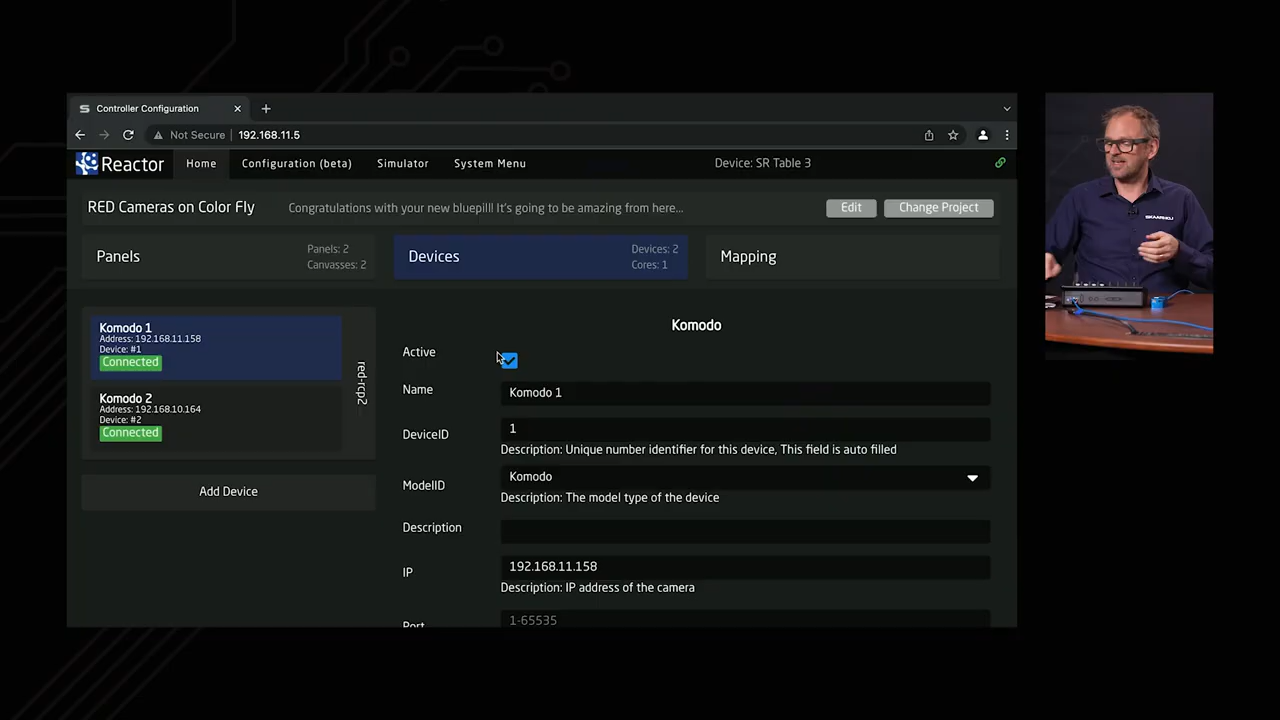 Controller Configuration
Not Secure
192.168.11.5
Reactor
Home
Configuration (beta)
Simulator
System Menu
Device: SR Table 3
RED Cameras on Color Fly
Congratulations with your new bluepill! It's going to be amazing from here...
Edit
Change Project
Panels
Panels: 2
Canvasses: 2
Devices
Devices: 2
Cores: 1
Mapping
Komodo 1
Address: 192.168.11.158
Device: #1
Connected
Komodo 2
Address: 192.168.10.164
Device: #2
Connected
red-rcp2
Add Device
Komodo
Active
Name
Komodo 1
DeviceID
1
Description: Unique number identifier for this device, This field is auto filled
ModelID
Komodo
Description: The model type of the device
Description
IP
192.168.11.158
Description: IP address of the camera
Port
1-65535
SKAARHOJ